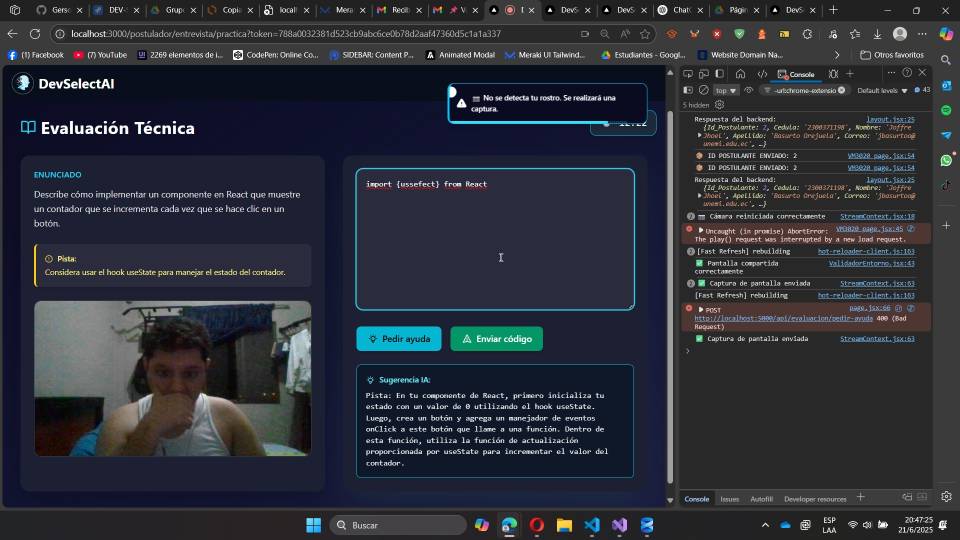 Gerso
DEV-
Grup
Copia
locall
Mera
Recib
V
DevS
DevS
ChatG
Págin
DevS
localhost:3000/postulador/entrevista/practica?token=788a0032381d523cb9abc6ce0b78d2aaf47360d5c1a1a337
(1) Facebook
(7) YouTube
2269 elementos de i...
CodePen: Online Co...
SIDEBAR: Content P...
Animated Modal
Meraki UI Tailwind...
Estudiantes - Googl...
Website Domain Na...
Otros favoritos
DevSelectAI
No se detecta tu rostro. Se realizará una
captura.
Evaluación Técnica
ENUNCIADO
Describe cómo implementar un componente en React que muestre
un contador que se incrementa cada vez que se hace clic en un
botón.
Pista:
Considera usar el hook useState para manejar el estado del contador.
import {ussefect} from React
Pedir ayuda
Enviar código
Sugerencia IA:
Pista: En tu componente de React, primero inicializa tu
estado con un valor de 0 utilizando el hook useState.
Luego, crea un botón y agrega un manejador de eventos
onClick a este botón que llame a una función. Dentro de
esta función, utiliza la función de actualización
proporcionada por useState para incrementar el valor del
contador.
Console
top
-url:chrome-extensio
Default levels
43
5 hidden
Respuesta del backend: layout.jsx:25
{Id_Postulante: 2, Cedula: '2300371198', Nombre: 'Joffre
Jhoel', Apellido: 'Basurto Orejuela', Correo: 'jbasurtoo@
unemi.edu.ec', …}
ID POSTULANTE ENVIADO: 2 VM3020 page.jsx:54
ID POSTULANTE ENVIADO: 2 VM3020 page.jsx:54
Respuesta del backend: layout.jsx:25
{Id_Postulante: 2, Cedula: '2300371198', Nombre: 'Joffre
Jhoel', Apellido: 'Basurto Orejuela', Correo: 'jbasurtoo@
unemi.edu.ec', …}
Cámara reiniciada correctamente StreamContext.jsx:18
Uncaught (in promise) AbortError: VM3020 page.jsx:45
The play() request was interrupted by a new load request.
[Fast Refresh] rebuilding hot-reloader-client.js:163
Pantalla compartida ValidadorEntorno.jsx:43
correctamente
Captura de pantalla enviada StreamContext.jsx:63
[Fast Refresh] rebuilding hot-reloader-client.js:163
POST page.jsx:66
http://localhost:5000/api/evaluacion/pedir-ayuda 400 (Bad
Request)
Captura de pantalla enviada StreamContext.jsx:63
Console
Issues
Autofill
Developer resources
Buscar
ESP
LAA
20:47:25
21/6/2025